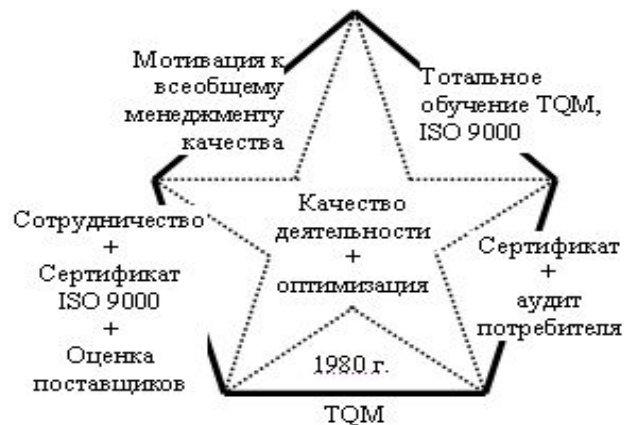 Мотивация к
всеобщему
менеджменту
качества
Тотальное
обучение TQM,
ISO 9000
Качество
деятельности
+
оптимизация
Сотрудничество
+
Сертификат
ISO 9000
+
Оценка
поставщиков
Сертификат
+
аудит
потребителя
1980 г.
TQM